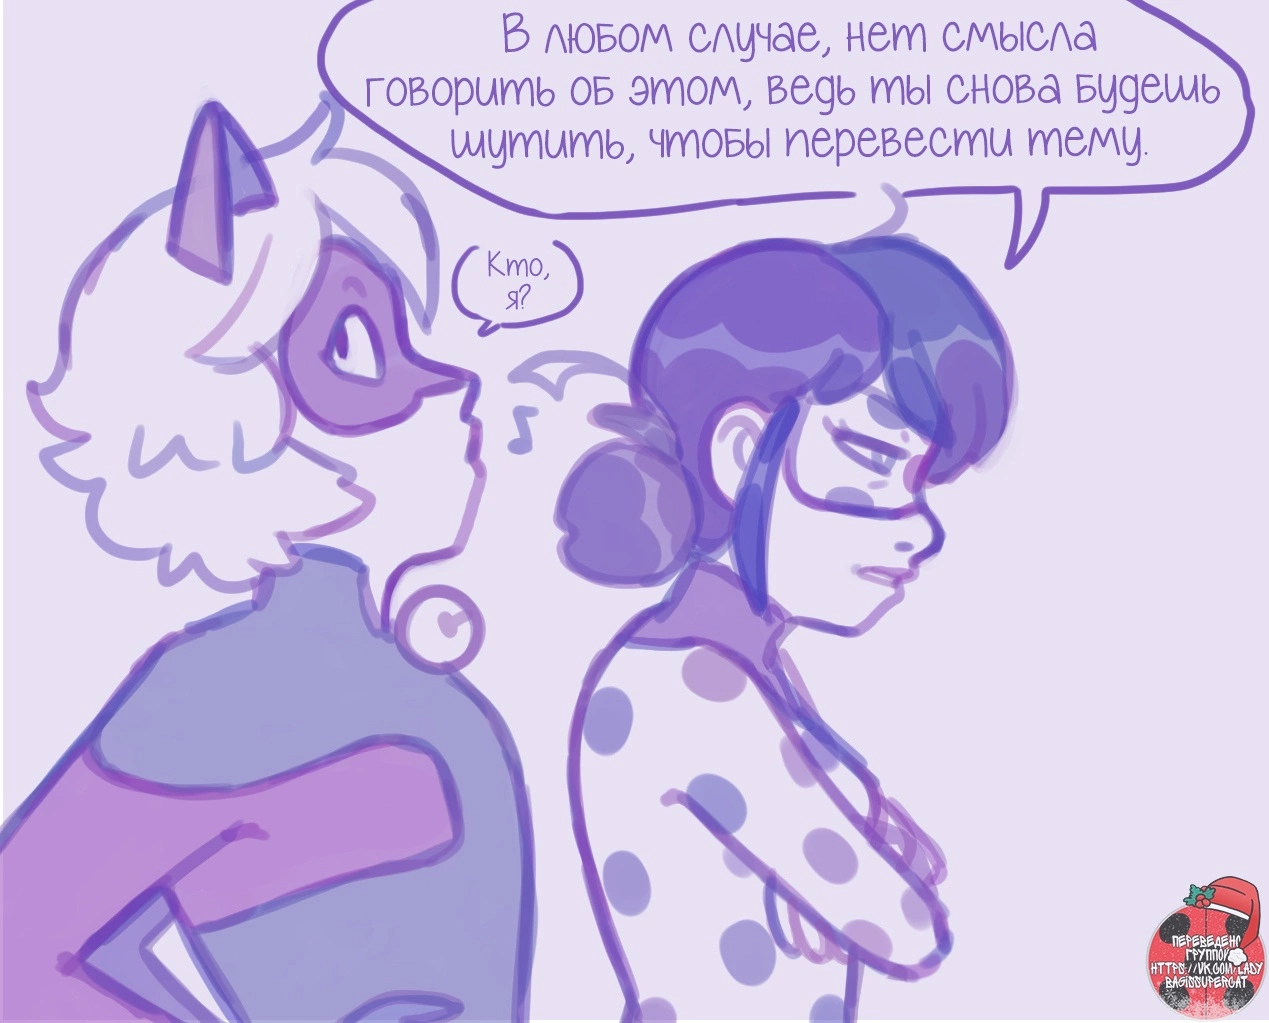 В любом случае, нет смысла
говорить об этом, ведь ты снова будешь
шутить, чтобы перевести тему.
Кто,
я?
ПЕРЕВЕДЕНО
ГРУППОЙ
HTTPS://VK.COM/LADY
BAGISSUPERCAT